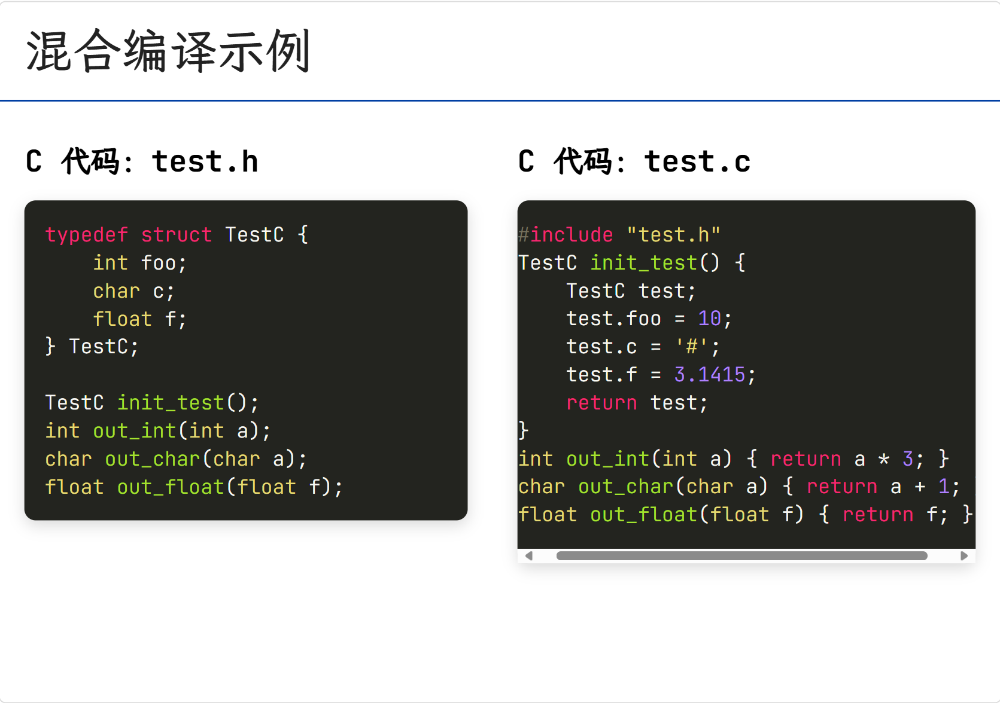 混合编译示例
C 代码: test.h
typedef struct TestC {
    int foo;
    char c;
    float f;
} TestC;
TestC init_test();
int out_int(int a);
char out_char(char a);
float out_float(float f);
C 代码: test.c
#include "test.h"
TestC init_test() {
    TestC test;
    test.foo = 10;
    test.c = '#';
    test.f = 3.1415;
    return test;
}
int out_int(int a) { return a * 3; }
char out_char(char a) { return a + 1;
float out_float(float f) { return f; }